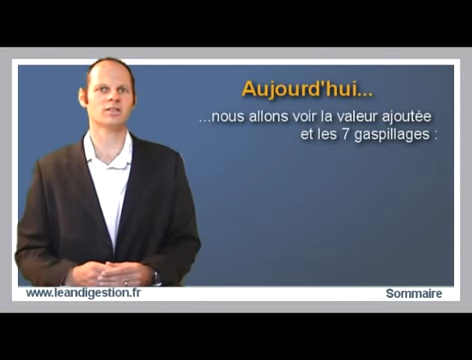 Aujourd'hui...
...nous allons voir la valeur ajoutée
et les 7 gaspillages :
www.leandigestion.fr
Sommaire